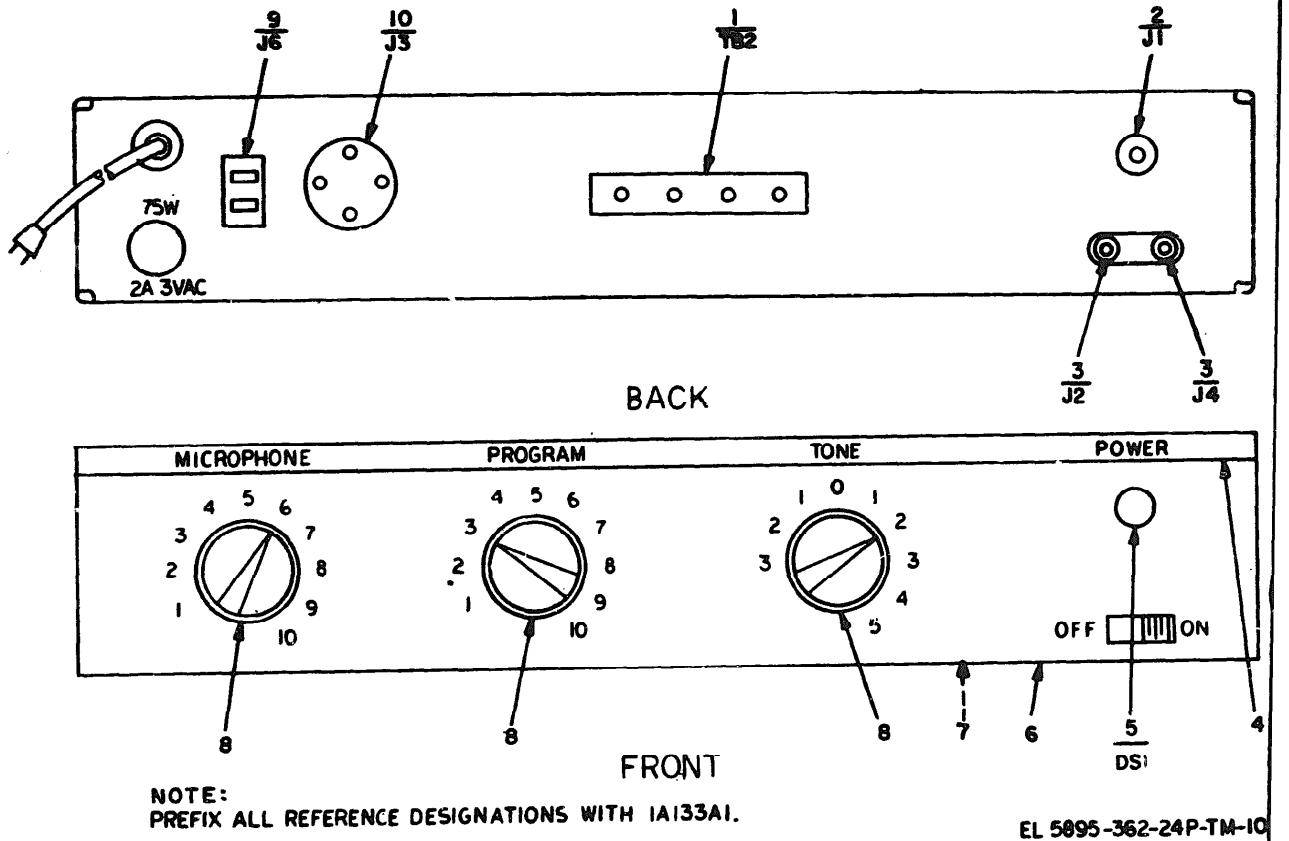 9 10 1 2
J6 J3 TB2 J1
75W
2A 3VAC
3 3
J2 J4
BACK
MICROPHONE PROGRAM TONE POWER
1 2 3 4 5 6 7 8 9 10
1 2 3 4 5 6 7 8 9 10
3 2 1 0 1 2 3 4 5
OFF ON
8 8 8 7 6 5 4
DS1
FRONT
NOTE:
PREFIX ALL REFERENCE DESIGNATIONS WITH 1A133A1.
EL 5895-362-24P-TM-10